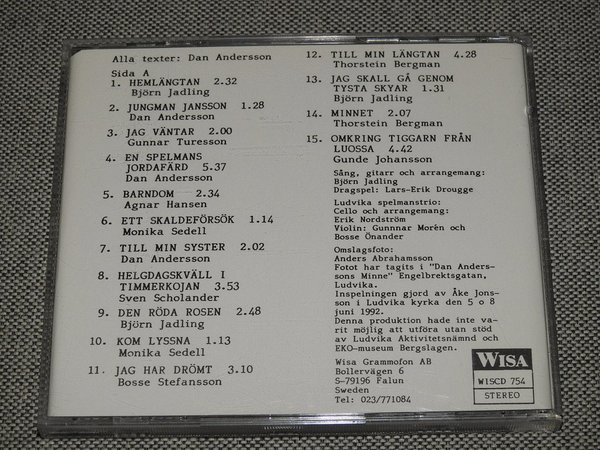 Alla texter: Dan Andersson
Sida A
1. HEMLÄNGTAN 2.32
Björn Jadling
2. JUNGMAN JANSSON 1.28
Dan Andersson
3. JAG VÄNTAR 2.00
Gunnar Turesson
4. EN SPELMANS
JORDAFÄRD 5.37
Dan Andersson
5. BARNDOM 2.34
Agnar Hansen
6. ETT SKALDEFÖRSÖK 1.14
Monika Sedell
7. TILL MIN SYSTER 2.02
Dan Andersson
8. HELGDAGSKVÄLL I
TIMMERKOJAN 3.53
Sven Scholander
9. DEN RÖDA ROSEN 2.48
Björn Jadling
10. KOM LYSSNA 1.13
Monika Sedell
11. JAG HAR DRÖMT 3.10
Bosse Stefansson
12. TILL MIN LÄNGTAN 4.28
Thorstein Bergman
13. JAG SKALL GÅ GENOM
TYSTA SKYAR 1.31
Björn Jadling
14. MINNET 2.07
Thorstein Bergman
15. OMKRING TIGGARN FRÅN
LUOSSA 4.42
Gunde Johansson
Sång, gitarr och arrangemang:
Björn Jadling
Dragspel: Lars-Erik Drougge
Ludvika spelmanstrio:
Cello och arrangemang:
Erik Nordström
Violin: Gunnnar Morén och
Bosse Önander
Omslagsfoto:
Anders Abrahamsson
Fotot har tagits i "Dan Anders-
sons Minne" Engelbrektsgatan,
Ludvika.
Inspelningen gjord av Åke Jons-
son i Ludvika kyrka den 5 o 8
juni 1992.
Denna produktion hade inte va-
rit möjlig att utföra utan stöd
av Ludvika Aktivitetsnämnd och
EKO-museum Bergslagen.
Wisa Grammofon AB
Bollervägen 6
S-79196 Falun
Sweden
Tel: 023/771084
WISA
WISCD 754
STEREO